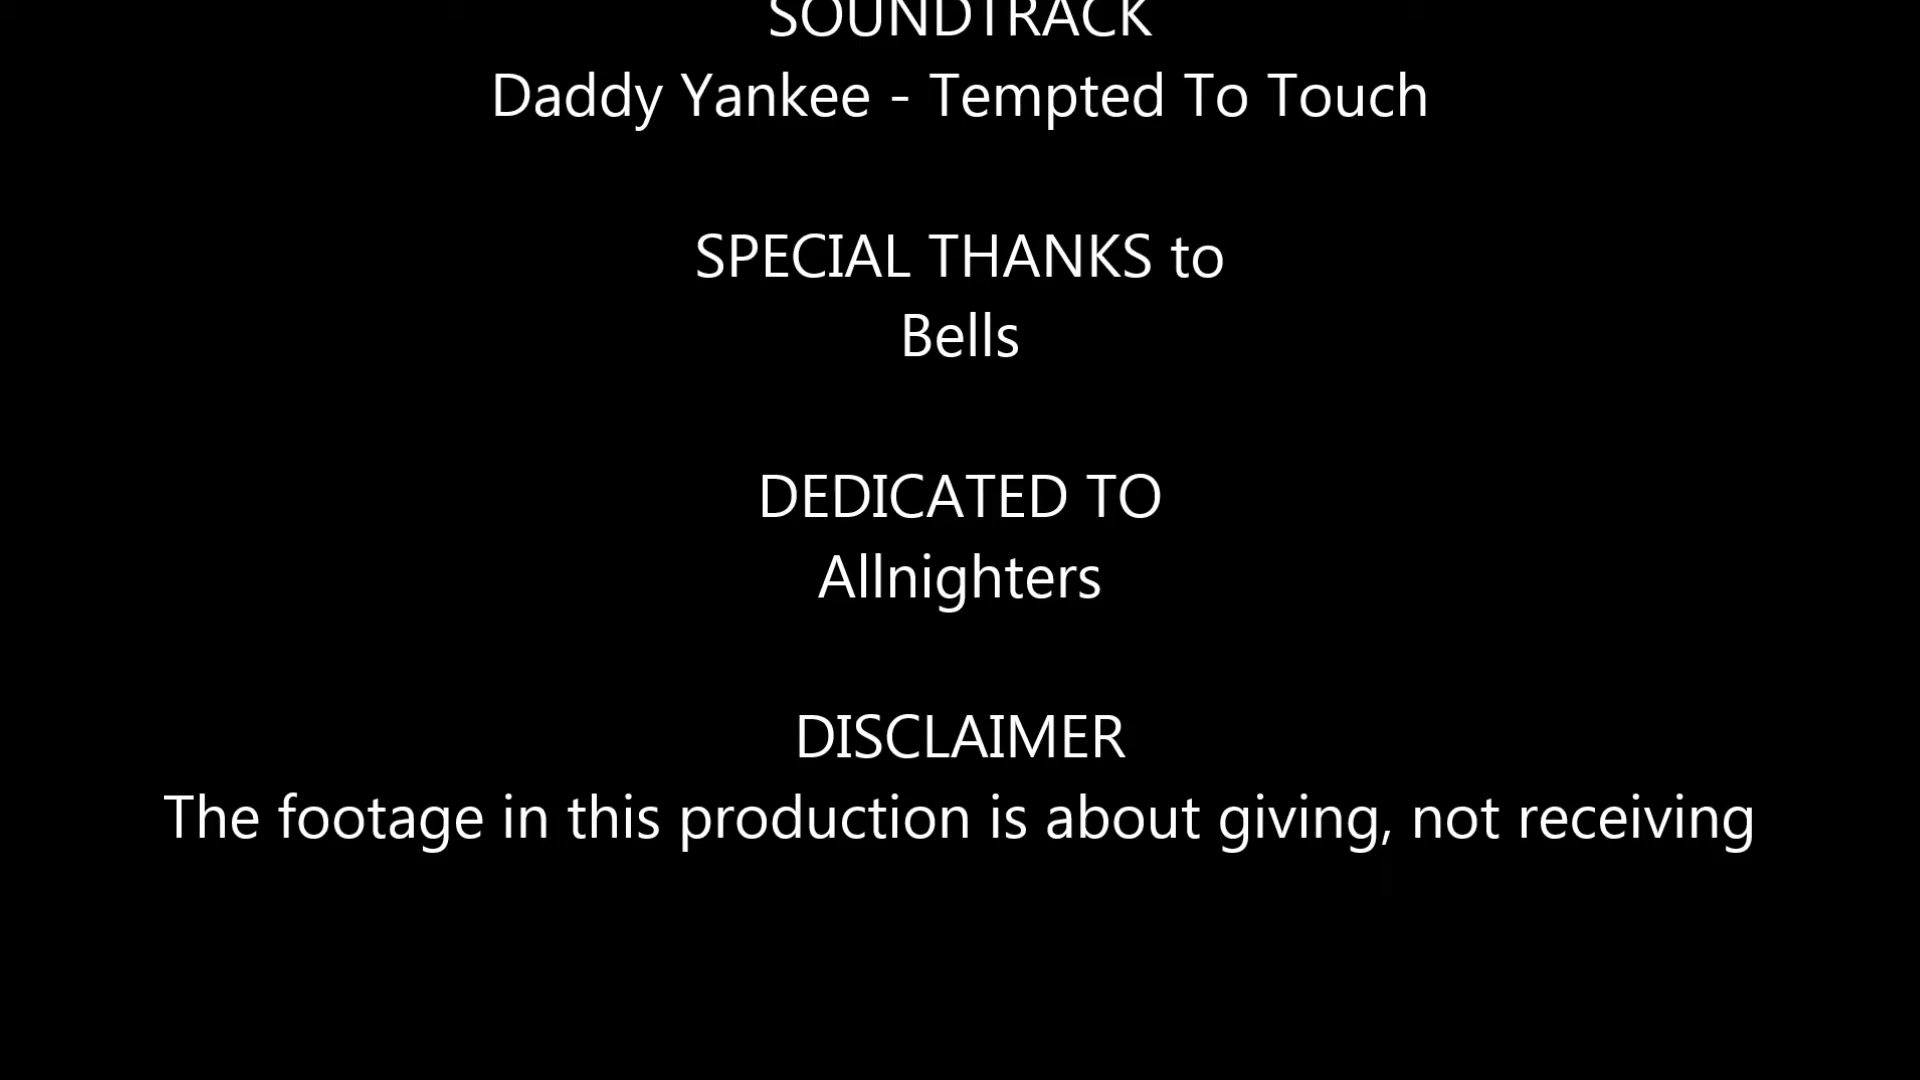 SOUNDTRACK
Daddy Yankee - Tempted To Touch
SPECIAL THANKS to
Bells
DEDICATED TO
Allnighters
DISCLAIMER
The footage in this production is about giving, not receiving